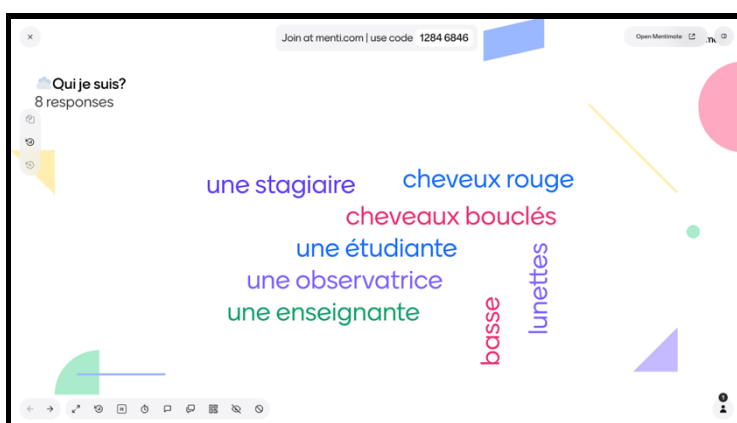 Join at menti.com | use code 1284 6846
Open Mentimote
Qui je suis?
8 responses
une stagiaire
cheveux rouge
cheveaux bouclés
une étudiante
une observatrice
une enseignante
basse
lunettes
1